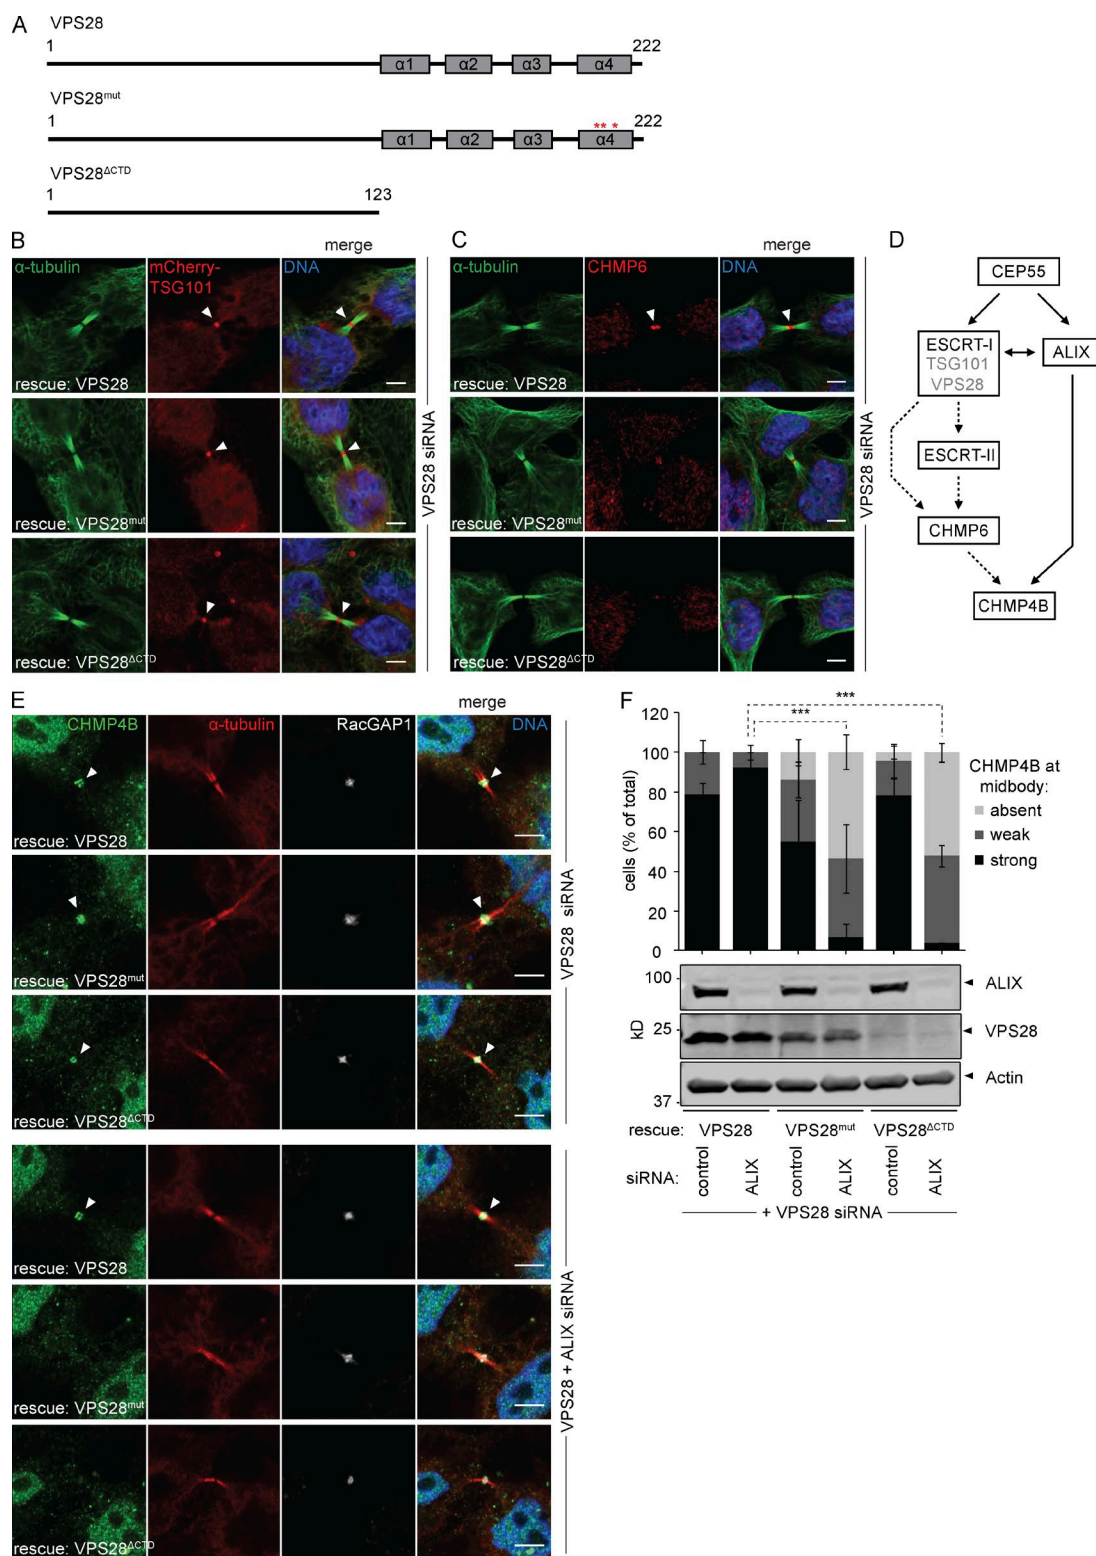 A
VPS28
1 222
α1 α2 α3 α4
VPS28mut
1 222
** *
α1 α2 α3 α4
VPS28ΔCTD
1 123
B
merge
α-tubulin mCherry-TSG101 DNA
rescue: VPS28
rescue: VPS28mut
rescue: VPS28ΔCTD
VPS28 siRNA
C
merge
α-tubulin CHMP6 DNA
rescue: VPS28
rescue: VPS28mut
rescue: VPS28ΔCTD
VPS28 siRNA
D
CEP55
ESCRT-I
TSG101
VPS28
ALIX
ESCRT-II
CHMP6
CHMP4B
E
merge
CHMP4B α-tubulin RacGAP1 DNA
rescue: VPS28
rescue: VPS28mut
rescue: VPS28ΔCTD
VPS28 siRNA
rescue: VPS28
rescue: VPS28mut
rescue: VPS28ΔCTD
VPS28 + ALIX siRNA
F
***
***
120
100
80
60
40
20
0
cells (% of total)
CHMP4B at
midbody:
absent
weak
strong
100
25
37
kD
ALIX
VPS28
Actin
rescue: VPS28 VPS28mut VPS28ΔCTD
siRNA: control ALIX control ALIX control ALIX
+ VPS28 siRNA